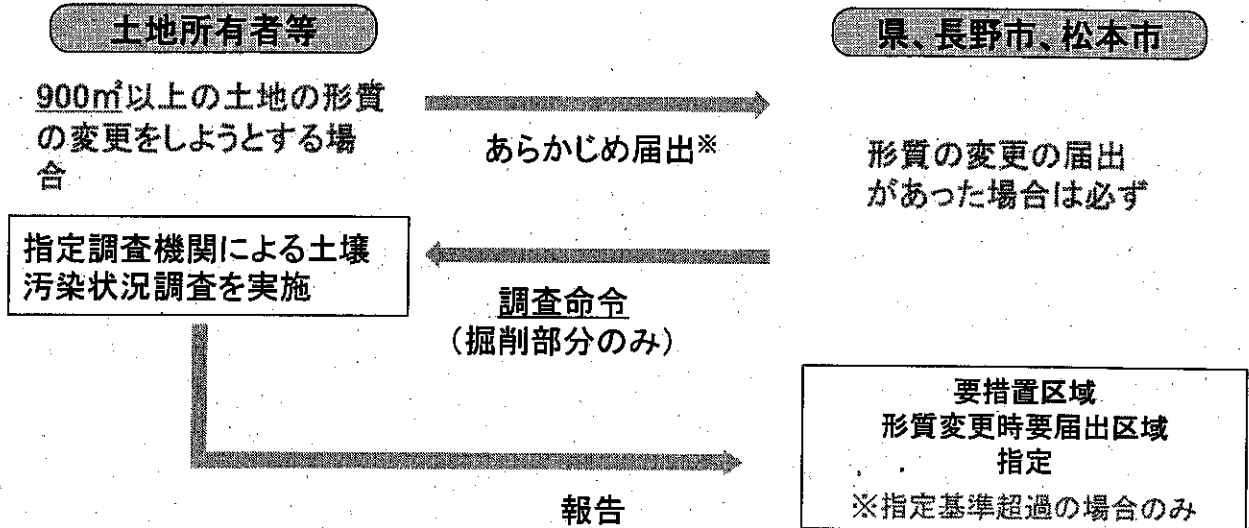 土地所有者等
県、長野市、松本市
900㎡以上の土地の形質
の変更をしようとする場
合
あらかじめ届出※
形質の変更の届出
があった場合は必ず
指定調査機関による土壌
汚染状況調査を実施
調査命令
（掘削部分のみ）
要措置区域
形質変更時要届出区域
指定
※指定基準超過の場合のみ
報告